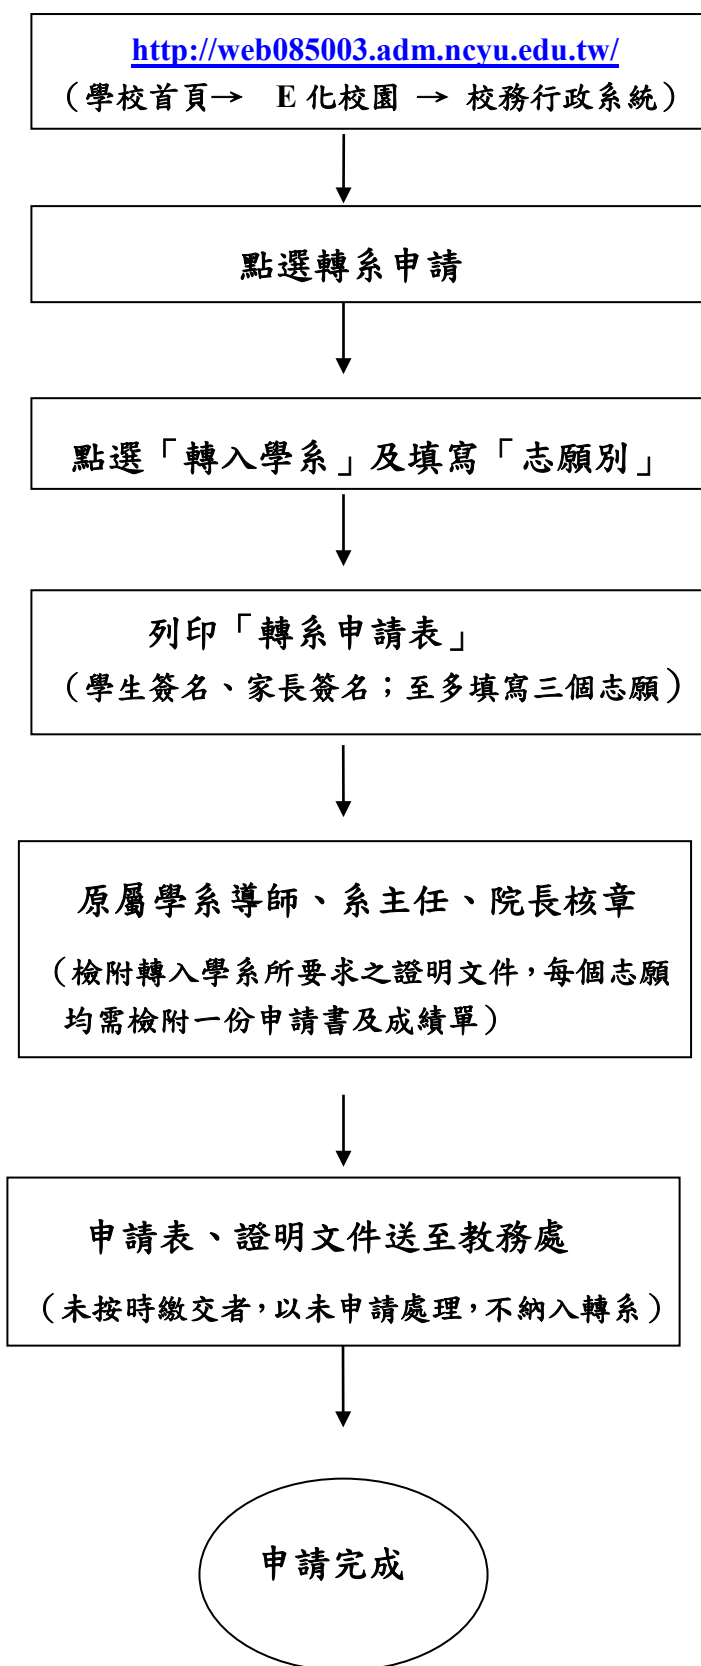 http://web085003.adm.ncyu.edu.tw/
（學校首頁→ E 化校園 → 校務行政系統）
點選轉系申請
點選「轉入學系」及填寫「志願別」
列印「轉系申請表」
（學生簽名、家長簽名；至多填寫三個志願）
原屬學系導師、系主任、院長核章
（檢附轉入學系所要求之證明文件，每個志願
均需檢附一份申請書及成績單）
申請表、證明文件送至教務處
（未按時繳交者，以未申請處理，不納入轉系）
申請完成